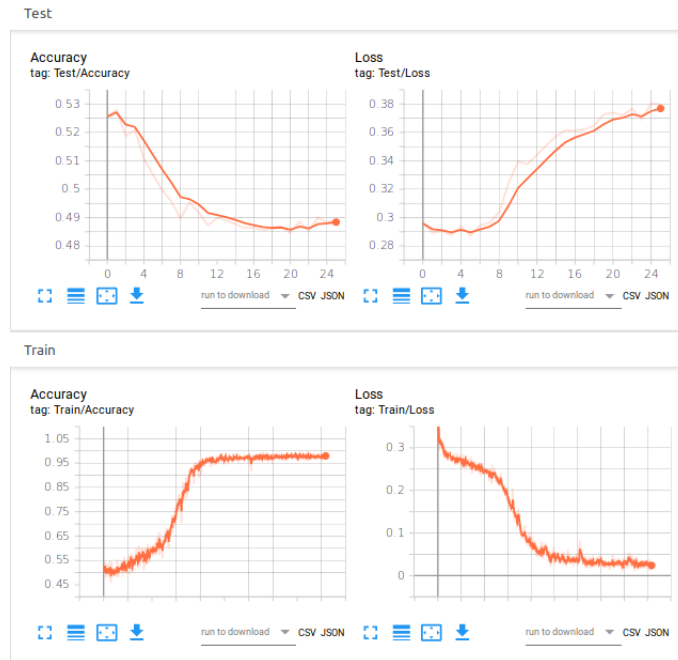 Test
Accuracy
tag: Test/Accuracy
0.53
0.52
0.51
0.5
0.49
0.48
0 4 8 12 16 20 24
run to download CSV JSON
Loss
tag: Test/Loss
0.38
0.36
0.34
0.32
0.3
0.28
0 4 8 12 16 20 24
run to download CSV JSON
Train
Accuracy
tag: Train/Accuracy
1.05
0.95
0.85
0.75
0.65
0.55
0.45
run to download CSV JSON
Loss
tag: Train/Loss
0.3
0.2
0.1
0
run to download CSV JSON